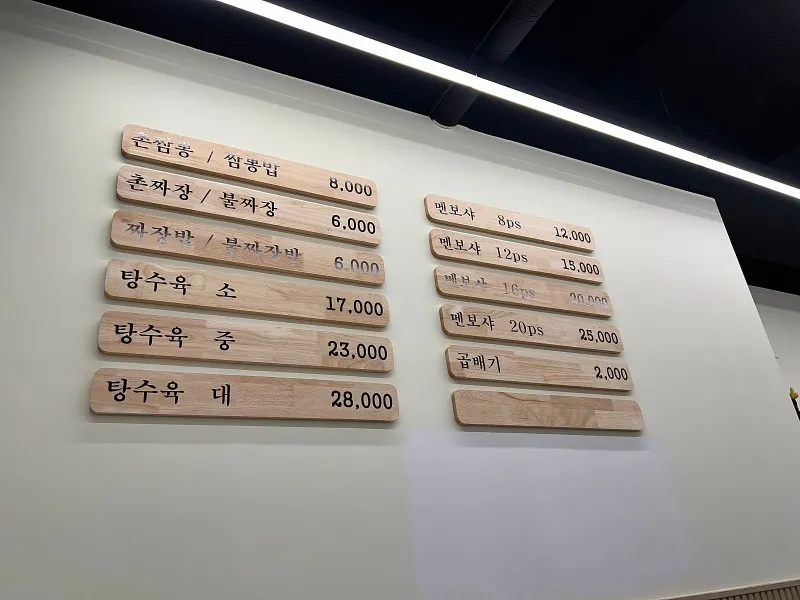 촌짬뽕 / 짬뽕밥 8,000
촌짜장 / 불짜장 6,000
짜장밥 / 불짜장밥 6,000
탕수육 소 17,000
탕수육 중 23,000
탕수육 대 28,000
멘보샤 8ps 12,000
멘보샤 12ps 15,000
멘보샤 16ps 20,000
멘보샤 20ps 25,000
곱배기 2,000